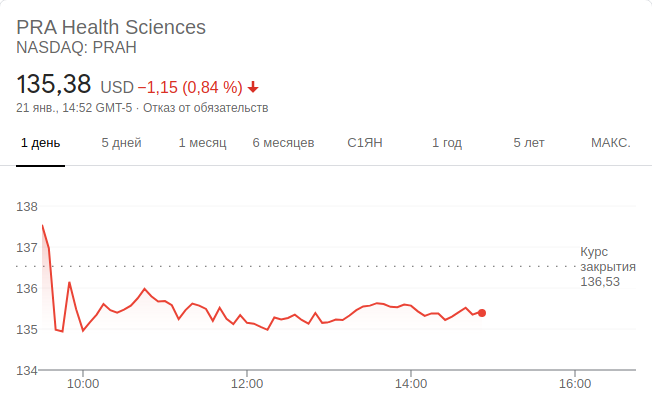 PRA Health Sciences
NASDAQ: PRAH
135,38 USD −1,15 (0,84 %)
21 янв., 14:52 GMT-5 · Отказ от обязательств
1 день 5 дней 1 месяц 6 месяцев С1ЯН 1 год 5 лет МАКС.
138
137
Курс
закрытия
136,53
136
135
134
10:00 12:00 14:00 16:00